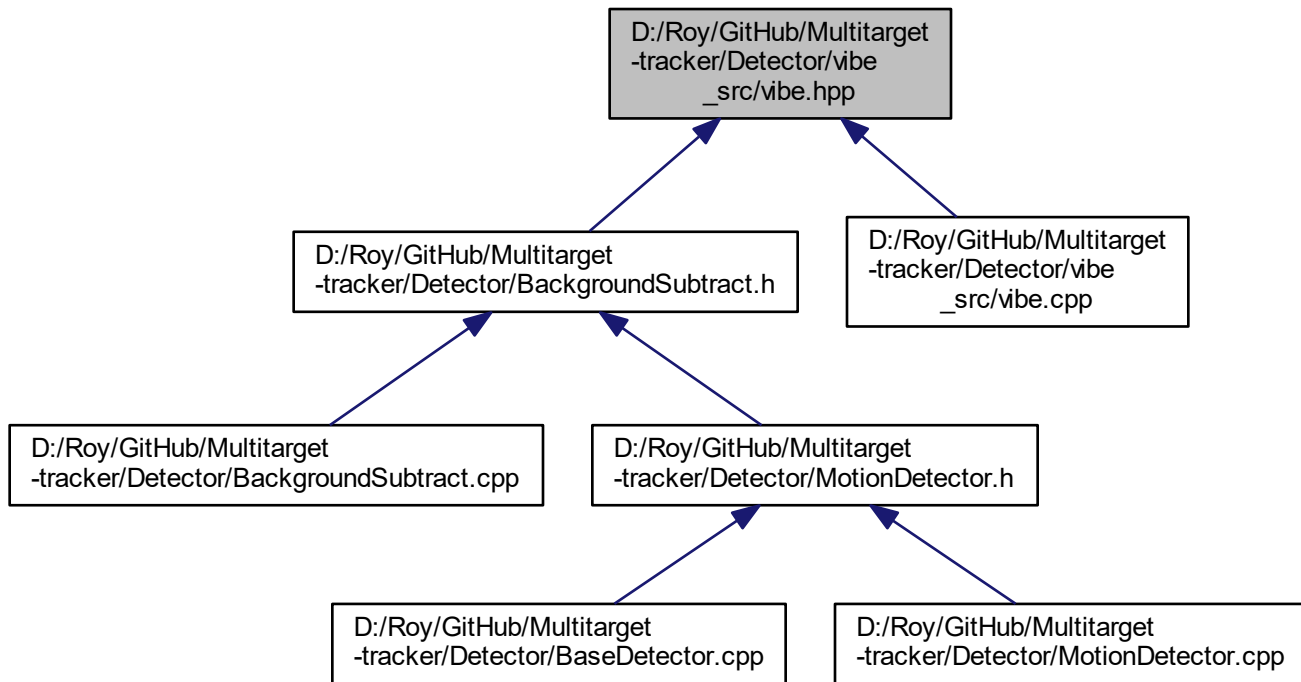 D:/Roy/GitHub/Multitarget
-tracker/Detector/vibe
_src/vibe.hpp
D:/Roy/GitHub/Multitarget
-tracker/Detector/BackgroundSubtract.h
D:/Roy/GitHub/Multitarget
-tracker/Detector/vibe
_src/vibe.cpp
D:/Roy/GitHub/Multitarget
-tracker/Detector/BackgroundSubtract.cpp
D:/Roy/GitHub/Multitarget
-tracker/Detector/MotionDetector.h
D:/Roy/GitHub/Multitarget
-tracker/Detector/BaseDetector.cpp
D:/Roy/GitHub/Multitarget
-tracker/Detector/MotionDetector.cpp